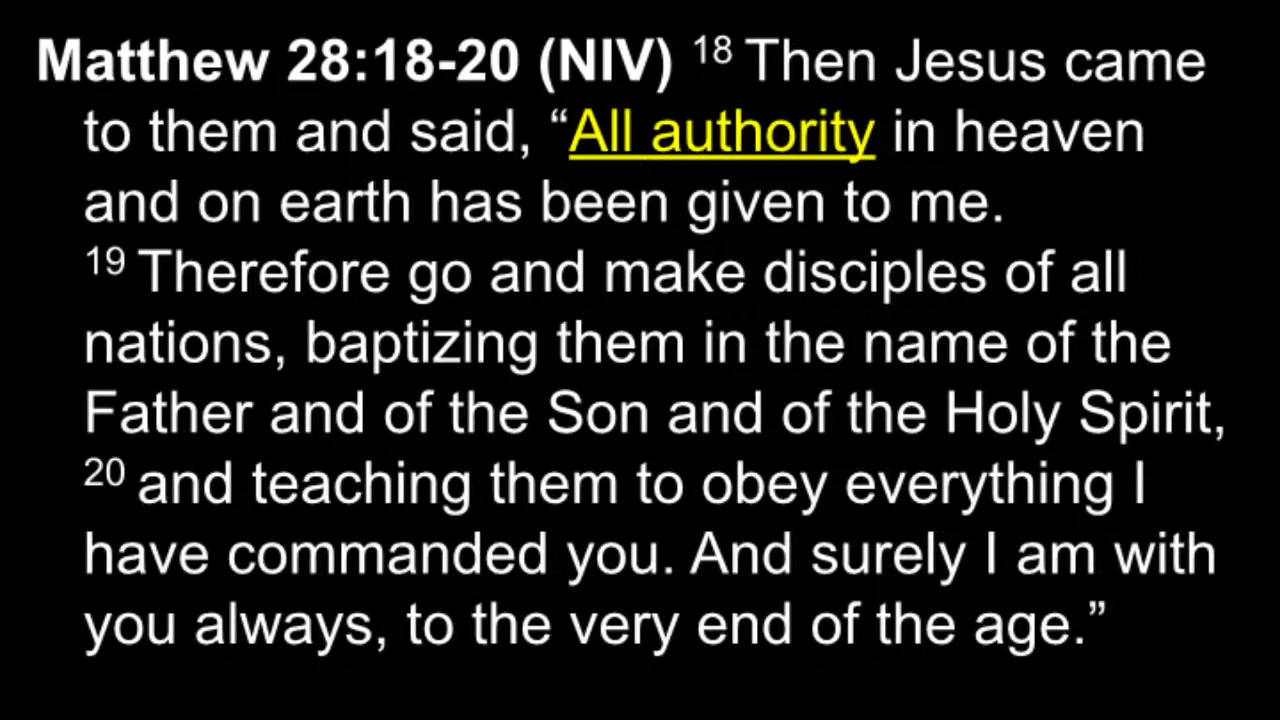 Matthew 28:18-20 (NIV) 18 Then Jesus came
to them and said, “All authority in heaven
and on earth has been given to me.
19 Therefore go and make disciples of all
nations, baptizing them in the name of the
Father and of the Son and of the Holy Spirit,
20 and teaching them to obey everything I
have commanded you. And surely I am with
you always, to the very end of the age.”